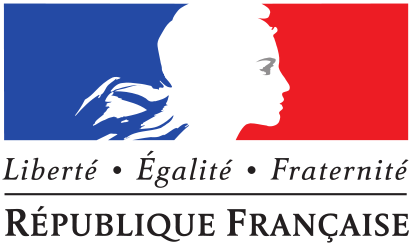 Liberté • Égalité • Fraternité
RÉPUBLIQUE FRANÇAISE